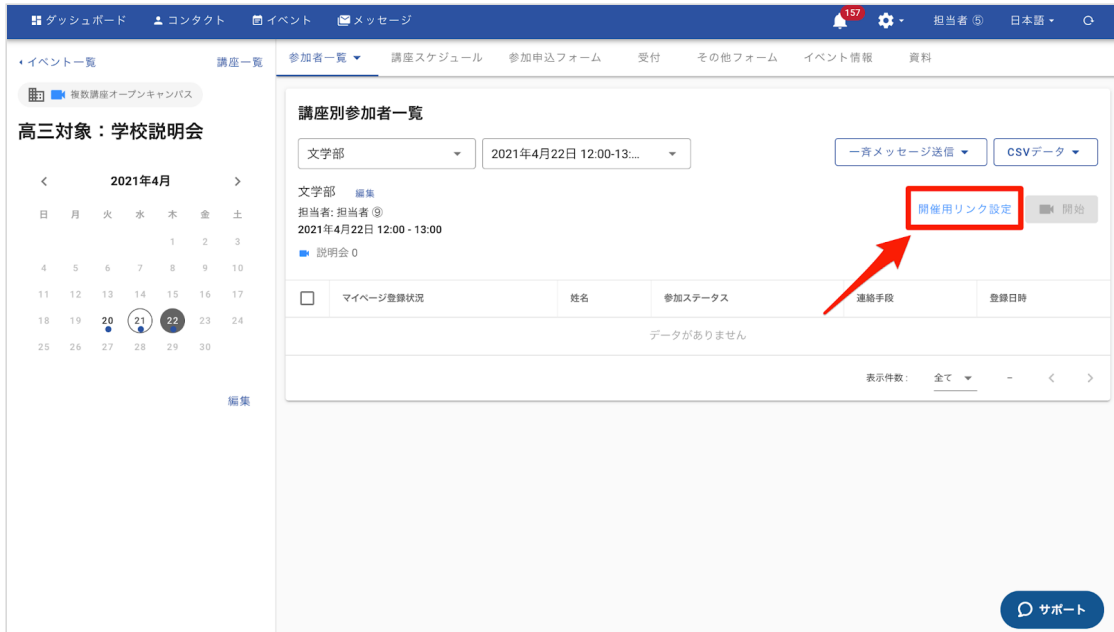 ダッシュボード コンタクト イベント メッセージ 157 担当者 ⑤ 日本語
イベント一覧 講座一覧
複数講座オープンキャンパス
高三対象：学校説明会
2021年4月
日 月 火 水 木 金 土
1 2 3
4 5 6 7 8 9 10
11 12 13 14 15 16 17
18 19 20 21 22 23 24
25 26 27 28 29 30
編集
参加者一覧 講座スケジュール 参加申込フォーム 受付 その他フォーム イベント情報 資料
講座別参加者一覧
文学部 2021年4月22日 12:00-13:... 一斉メッセージ送信 CSVデータ
文学部 編集
担当者: 担当者 ⑨
2021年4月22日 12:00 - 13:00
開催用リンク設定 開始
説明会 0
マイページ登録状況 姓名 参加ステータス 連絡手段 登録日時
データがありません
表示件数: 全て –
サポート